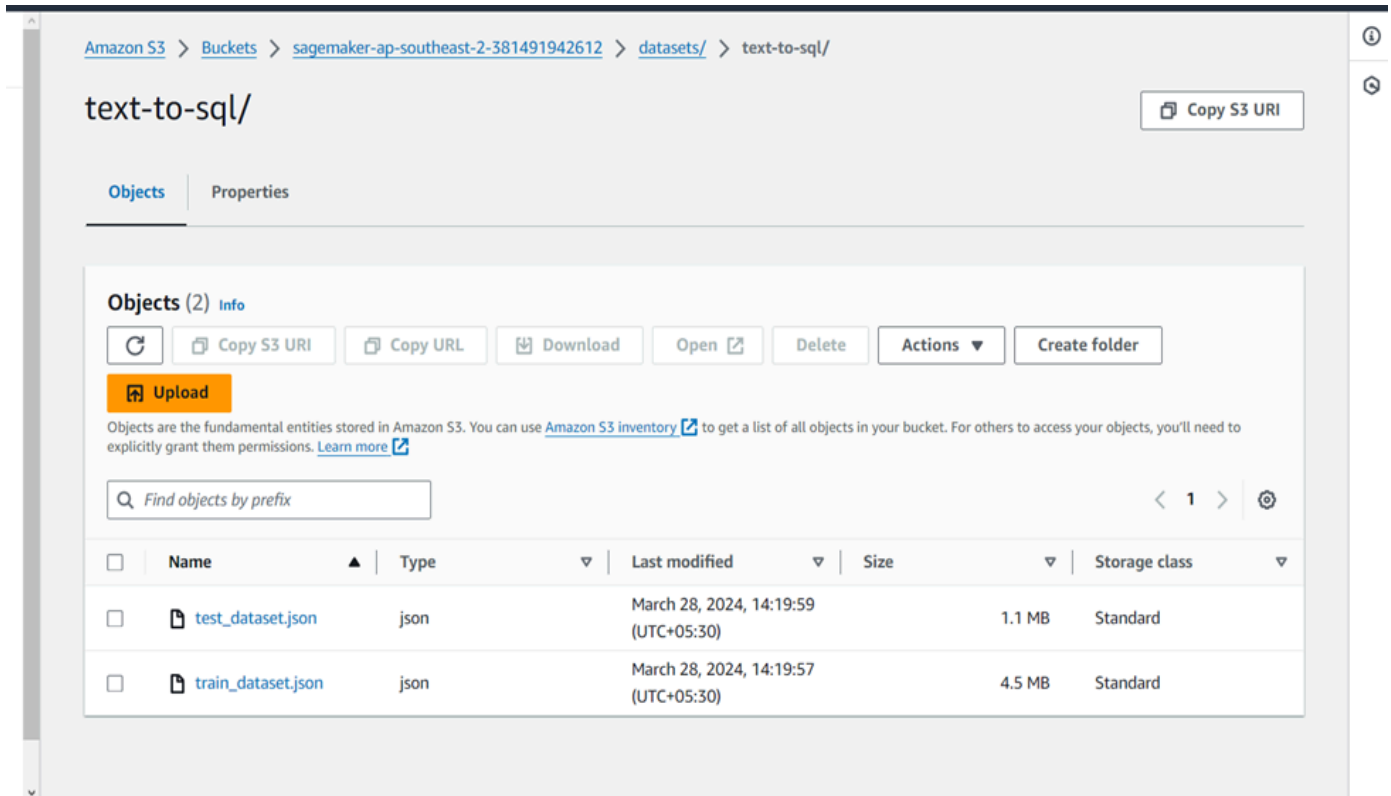 Amazon S3 > Buckets > sagemaker-ap-southeast-2-381491942612 > datasets/ > text-to-sql/
text-to-sql/
Copy S3 URI
Objects Properties
Objects (2) Info
Copy S3 URI Copy URL Download Open Delete Actions Create folder
Upload
Objects are the fundamental entities stored in Amazon S3. You can use Amazon S3 inventory to get a list of all objects in your bucket. For others to access your objects, you'll need to
explicitly grant them permissions. Learn more
Find objects by prefix
< 1 >
Name Type Last modified Size Storage class
test_dataset.json json March 28, 2024, 14:19:59 (UTC+05:30) 1.1 MB Standard
train_dataset.json json March 28, 2024, 14:19:57 (UTC+05:30) 4.5 MB Standard